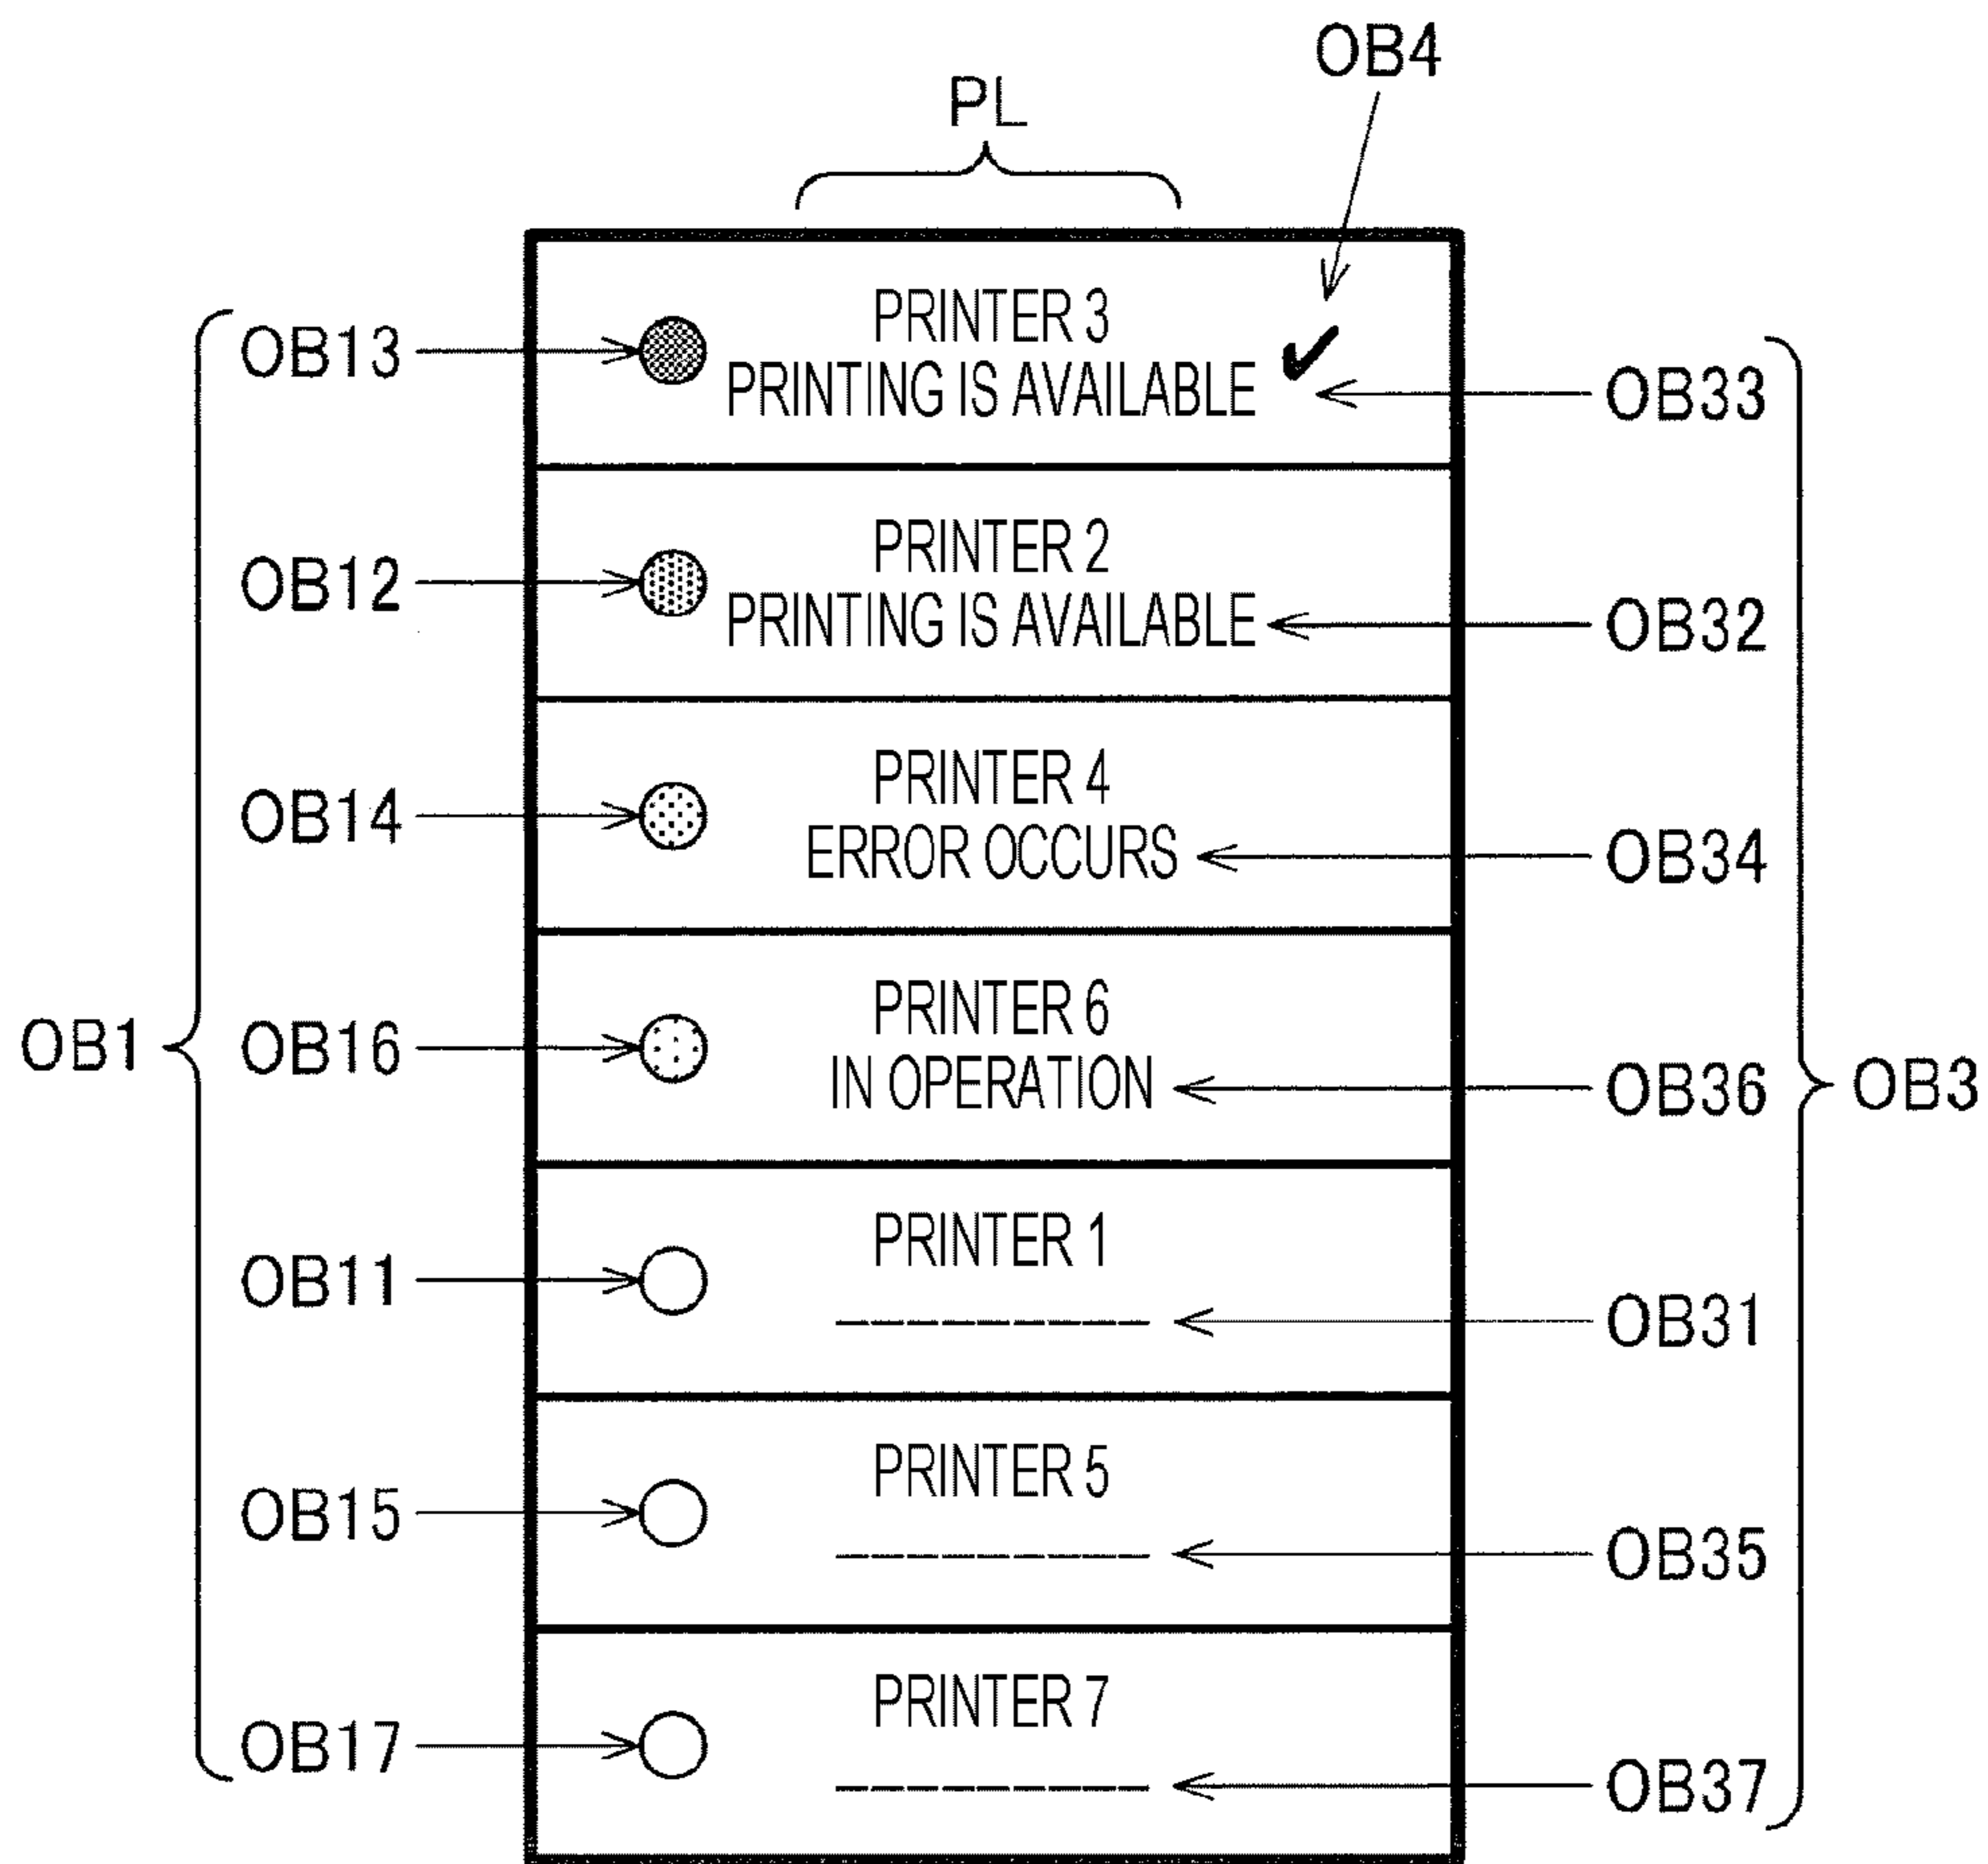 OB4
PL
PRINTER 3
OB13
PRINTING IS AVAILABLE ✔
OB33
PRINTER 2
OB12
PRINTING IS AVAILABLE
OB32
PRINTER 4
OB14
ERROR OCCURS
OB34
PRINTER 6
OB1
OB16
IN OPERATION
OB36
OB3
PRINTER 1
OB11
---------
OB31
PRINTER 5
OB15
---------
OB35
PRINTER 7
OB17
---------
OB37